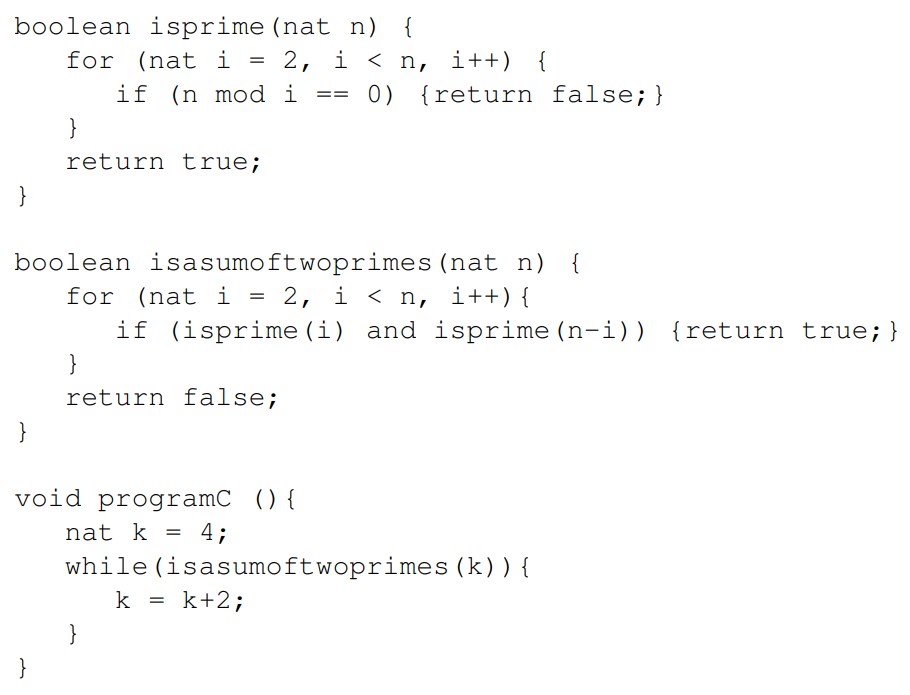 boolean isprime(nat n) {
   for (nat i = 2, i < n, i++) {
      if (n mod i == 0) {return false;}
   }
   return true;
}

boolean isasumoftwoprimes(nat n) {
   for (nat i = 2, i < n, i++){
      if (isprime(i) and isprime(n-i)) {return true;}
   }
   return false;
}

void programC (){
   nat k = 4;
   while(isasumoftwoprimes(k)){
      k = k+2;
   }
}